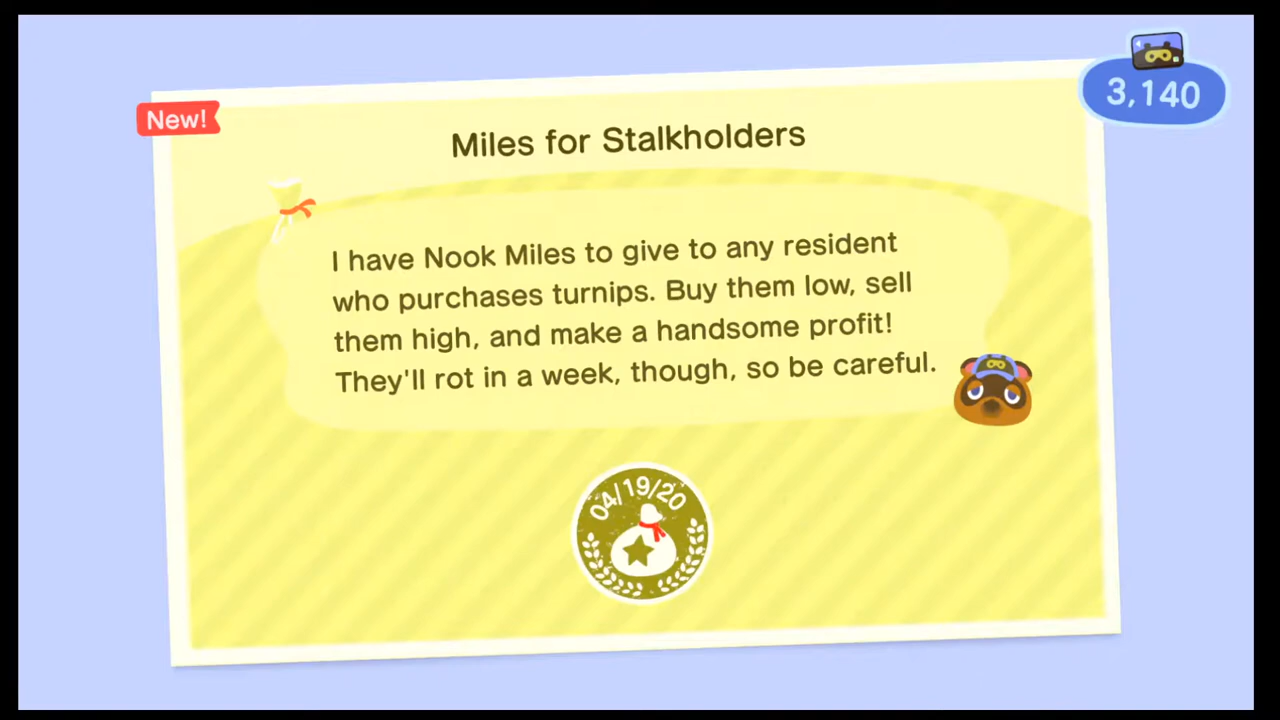 3,140
New!
Miles for Stalkholders
I have Nook Miles to give to any resident
who purchases turnips. Buy them low, sell
them high, and make a handsome profit!
They'll rot in a week, though, so be careful.
04/19/20